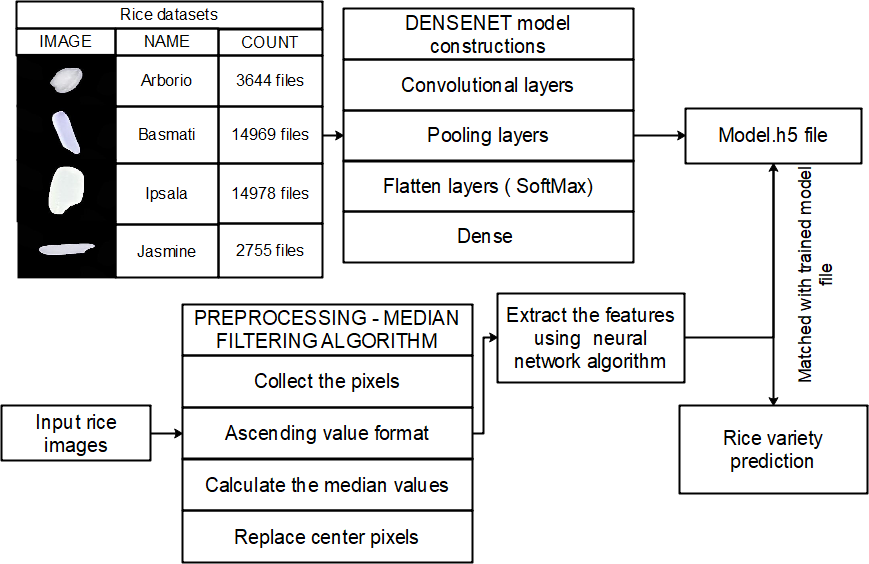 Rice datasets
IMAGE NAME COUNT
Arborio 3644 files
Basmati 14969 files
Ipsala 14978 files
Jasmine 2755 files
DENSENET model
constructions
Convolutional layers
Pooling layers
Flatten layers ( SoftMax)
Dense
Model.h5 file
Matched with trained model
file
PREPROCESSING - MEDIAN
FILTERING ALGORITHM
Collect the pixels
Ascending value format
Calculate the median values
Replace center pixels
Extract the features
using neural
network algorithm
Input rice
images
Rice variety
prediction